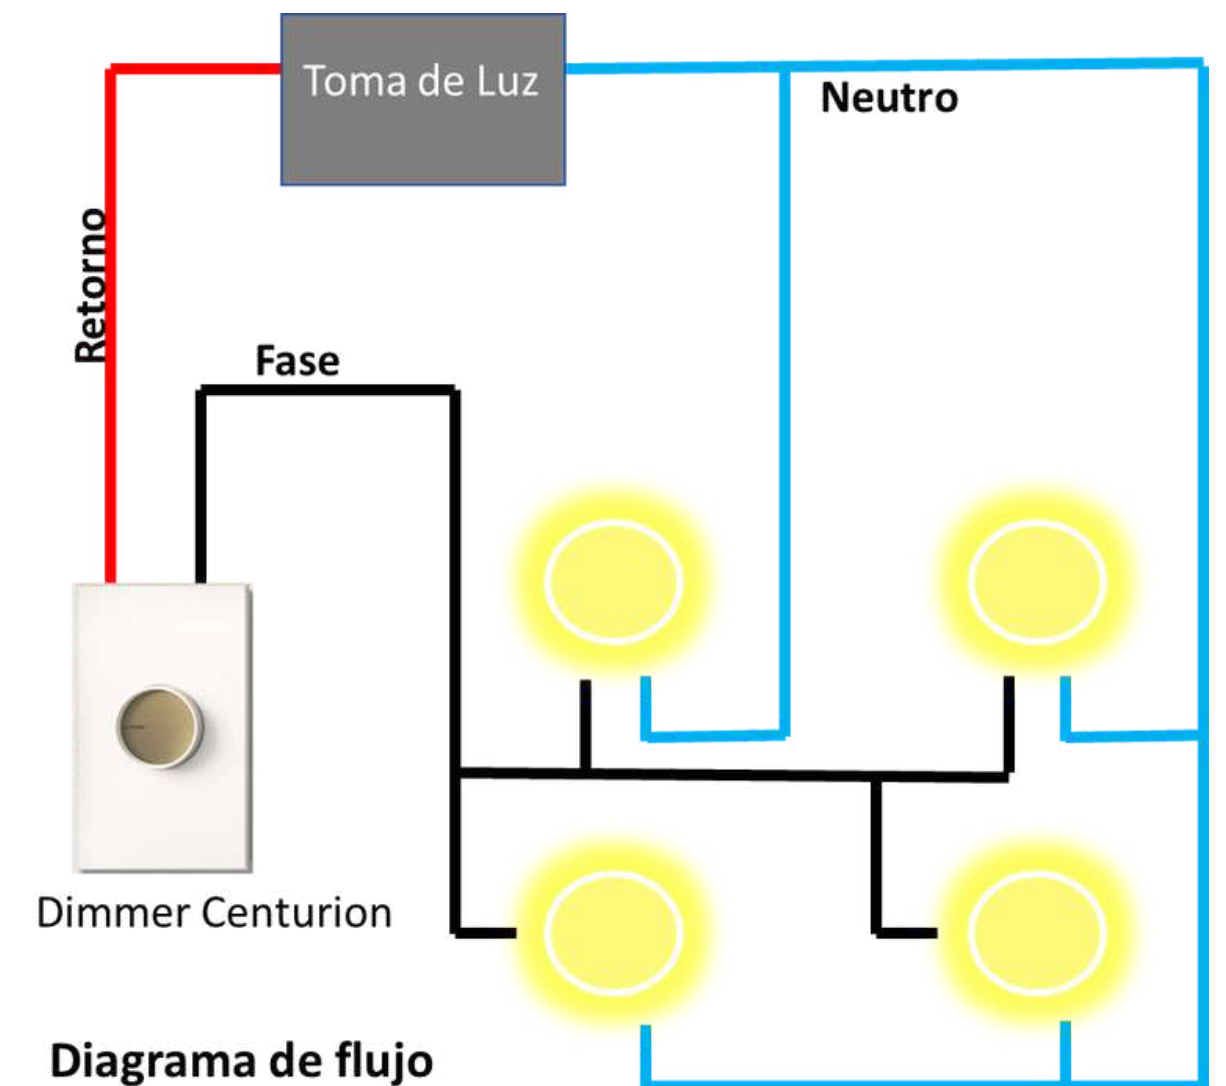 Toma de Luz
Neutro
Retorno
Fase
Dimmer Centurion
Diagrama de flujo